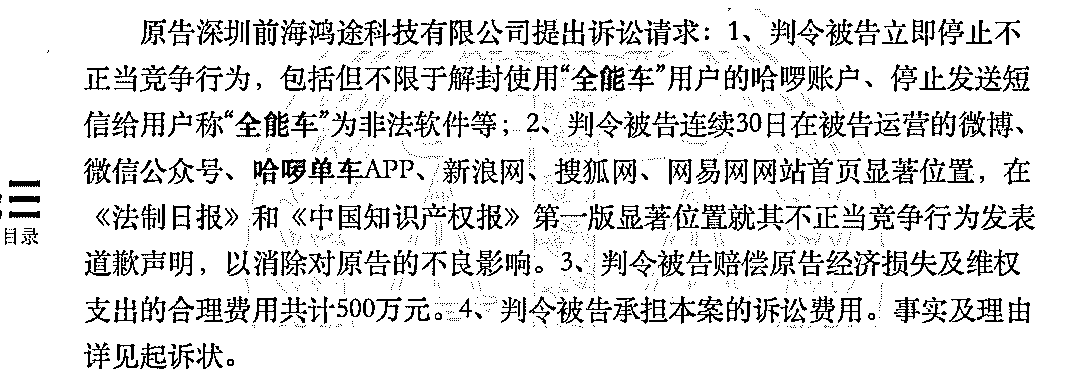 原告深圳前海鸿途科技有限公司提出诉讼请求：1、判令被告立即停止不
正当竞争行为，包括但不限于解封使用“全能车”用户的哈啰账户、停止发送短
信给用户称“全能车”为非法软件等；2、判令被告连续30日在被告运营的微博、
微信公众号、哈啰单车APP、新浪网、搜狐网、网易网网站首页显著位置，在
《法制日报》和《中国知识产权报》第一版显著位置就其不正当竞争行为发表
道歉声明，以消除对原告的不良影响。3、判令被告赔偿原告经济损失及维权
支出的合理费用共计500万元。4、判令被告承担本案的诉讼费用。事实及理由
详见起诉状。
目录